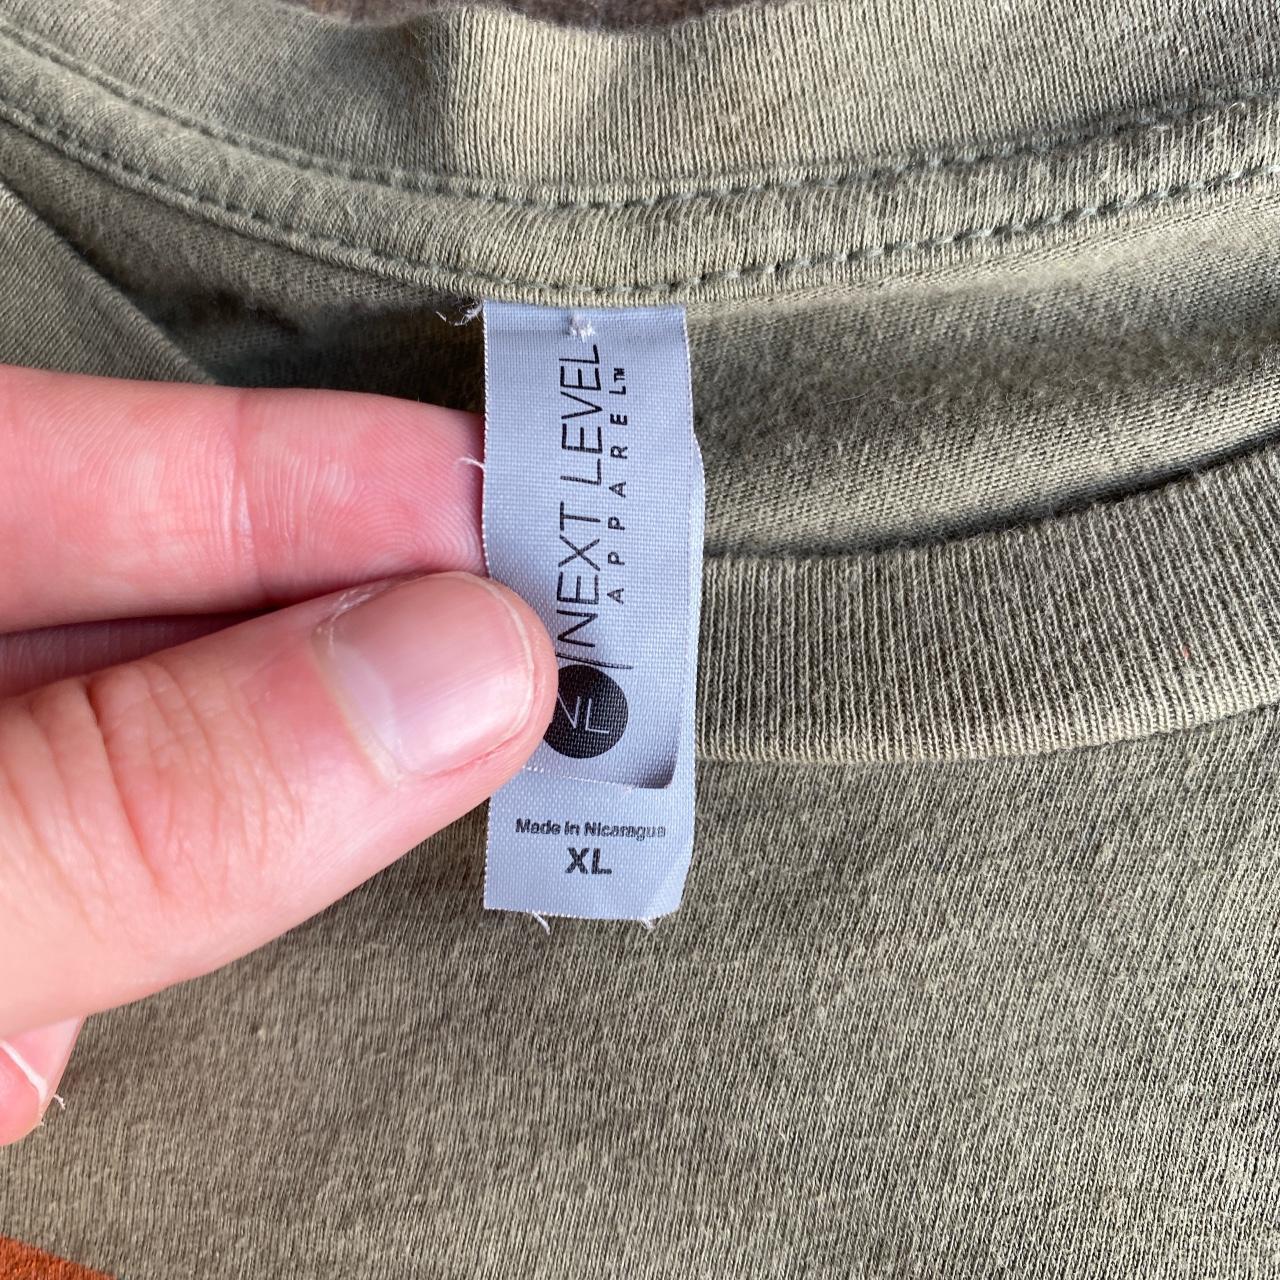 NEXT LEVEL
APPAREL™
NL
Made in Nicaragua
XL